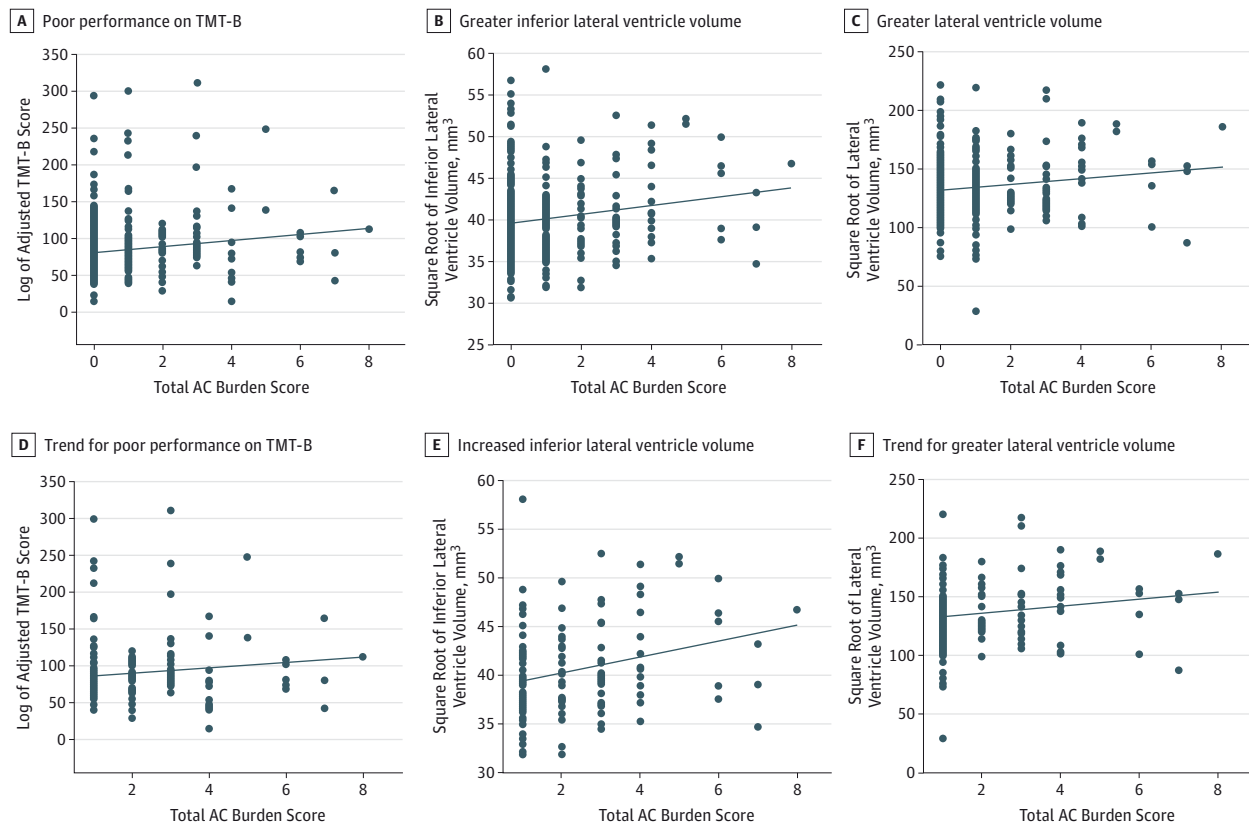 A Poor performance on TMT-B
350
300
250
200
150
100
50
0
Log of Adjusted TMT-B Score
0 2 4 6 8
Total AC Burden Score
B Greater inferior lateral ventricle volume
60
55
50
45
40
35
30
25
Square Root of Inferior Lateral
Ventricle Volume, mm³
0 2 4 6 8
Total AC Burden Score
C Greater lateral ventricle volume
250
200
150
100
50
0
Square Root of Lateral
Ventricle Volume, mm³
0 2 4 6 8
Total AC Burden Score
D Trend for poor performance on TMT-B
350
300
250
200
150
100
50
0
Log of Adjusted TMT-B Score
2 4 6 8
Total AC Burden Score
E Increased inferior lateral ventricle volume
60
55
50
45
40
35
30
Square Root of Inferior Lateral
Ventricle Volume, mm³
2 4 6 8
Total AC Burden Score
F Trend for greater lateral ventricle volume
250
200
150
100
50
0
Square Root of Lateral
Ventricle Volume, mm³
2 4 6 8
Total AC Burden Score